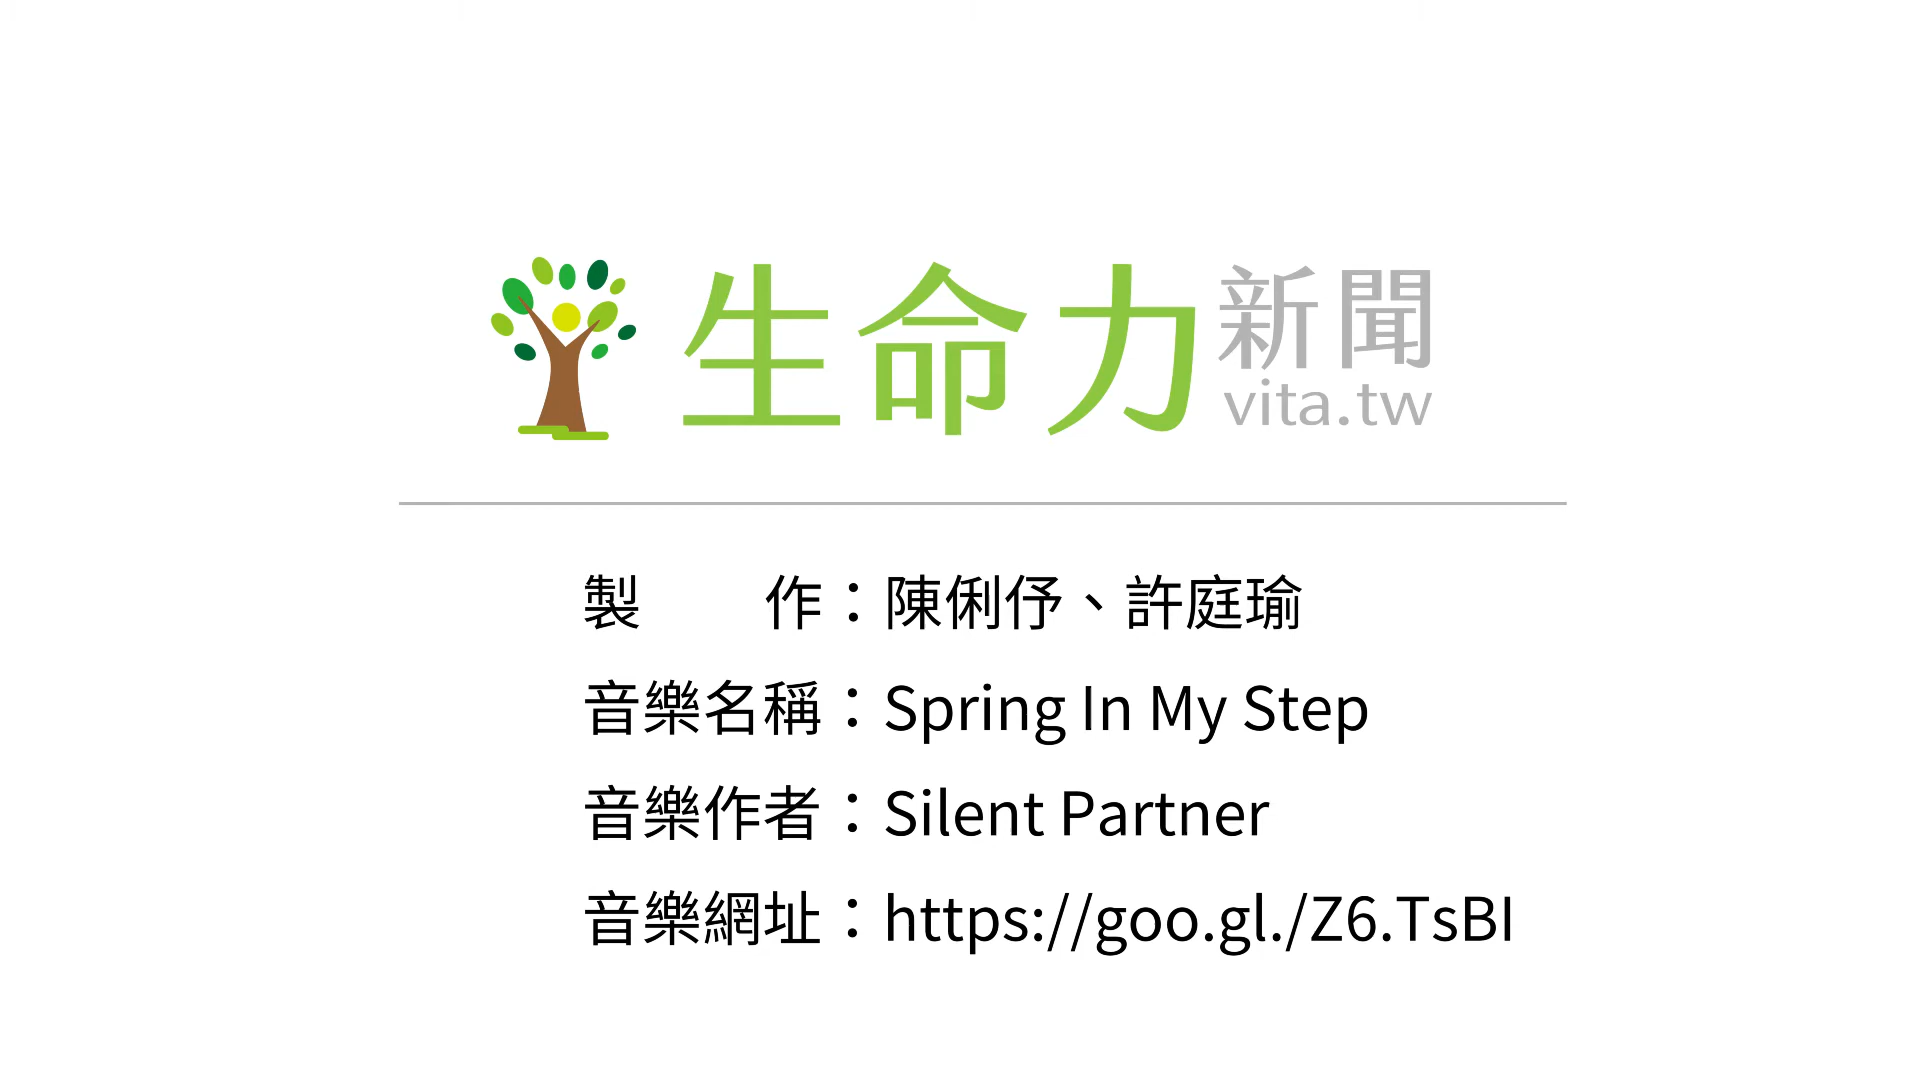 生命力新聞
vita.tw
製　　作：陳俐伃、許庭瑜
音樂名稱：Spring In My Step
音樂作者：Silent Partner
音樂網址：https://goo.gl./Z6.TsBI